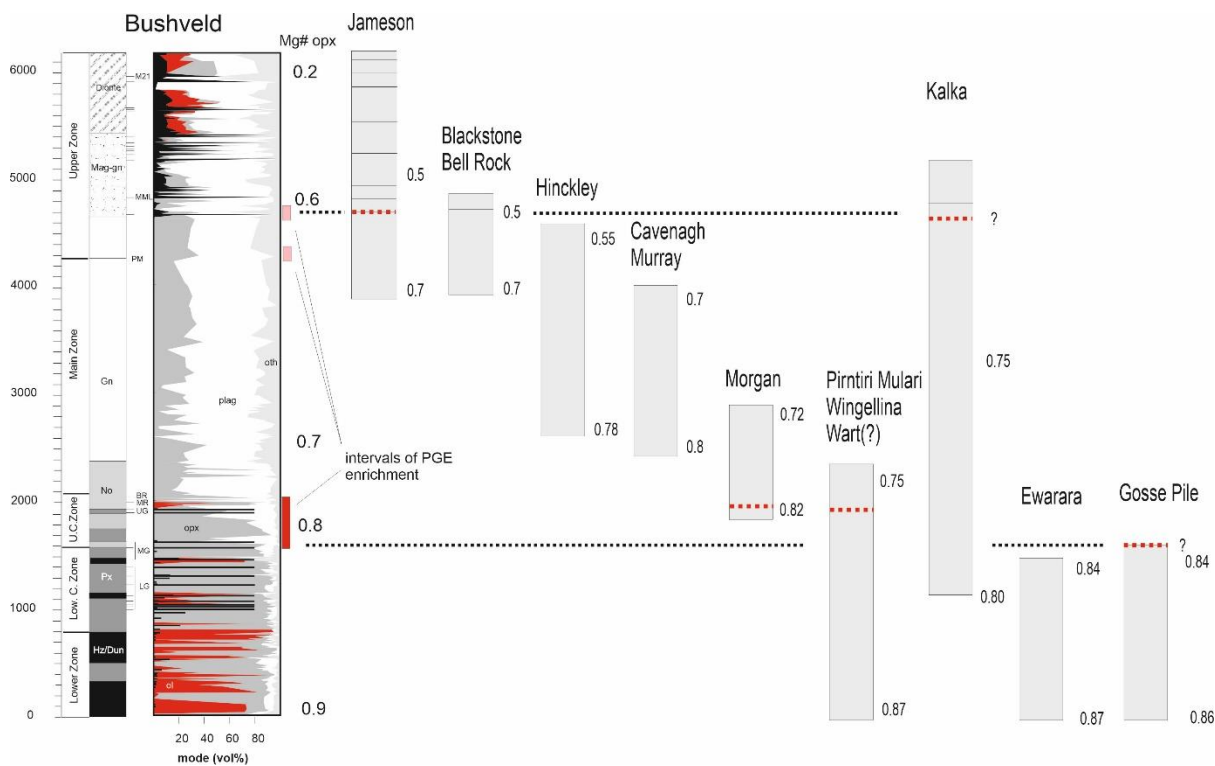 Bushveld
Mg# opx
Jameson
Kalka
Blackstone
Bell Rock
Hinckley
Cavenagh
Murray
Morgan
Pirntiri Mulari
Wingellina
Wart(?)
Ewarara
Gosse Pile
6000
5000
4000
3000
2000
1000
0
Upper Zone
Main Zone
U.C.Zone
Low. C. Zone
Lower Zone
Diorite
Mag-gn
Gn
No
Px
Hz/Dun
M21
MML
PM
BR
MR
UG
MG
LG
oth
plag
opx
ol
20 40 60 80
mode (vol%)
0.2
0.6
0.7
0.8
0.9
intervals of PGE
enrichment
0.5
0.7
0.5
0.7
0.55
0.78
0.7
0.8
0.72
0.82
0.75
0.87
?
0.75
0.80
0.84
0.87
?
0.84
0.86